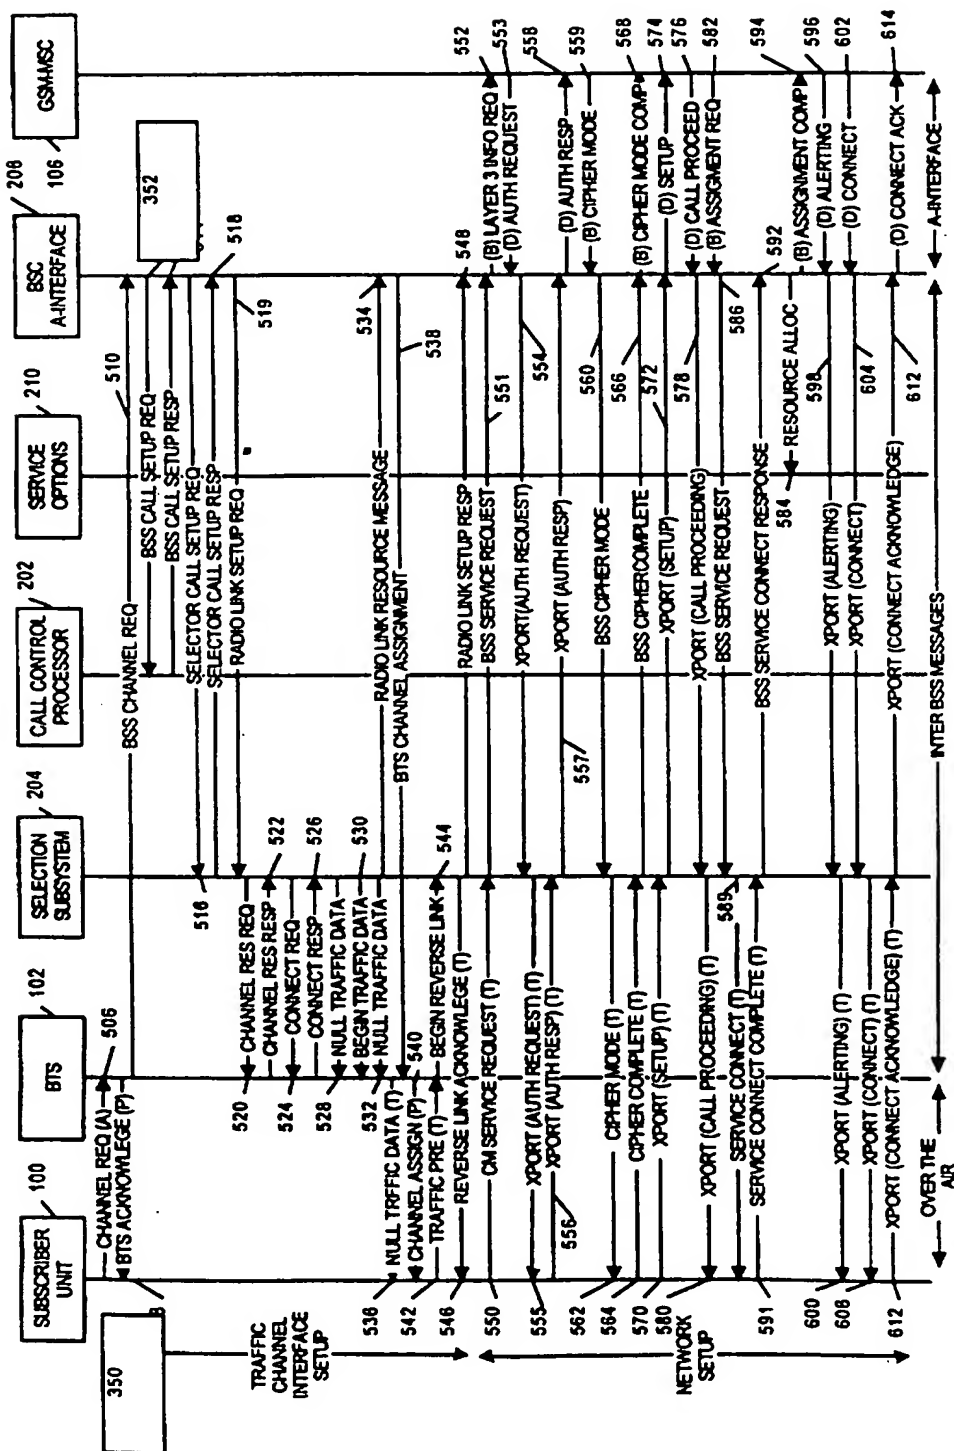 SUBSCRIBER
UNIT
100
BTS
102
SELECTION
SUBSYSTEM
204
CALL CONTROL
PROCESSOR
202
SERVICE
OPTIONS
210
BSC
A-INTERFACE
208
GSM-MSC
106
350
352
CHANNEL REQ (A)
506
BTS ACKNOWLEGE (P)
BSS CHANNEL REQ
510
BSS CALL SETUP REQ
BSS CALL SETUP RESP
SELECTOR CALL SETUP REQ
516
SELECTOR CALL SETUP RESP
518
RADIO LINK SETUP REQ
519
CHANNEL RES REQ
520
CHANNEL RES RESP
522
CONNECT REQ
524
CONNECT RESP
526
NULL TRAFFIC DATA
528
BEGIN TRAFFIC DATA
530
NULL TRAFFIC DATA
532
RADIO LINK RESOURCE MESSAGE
534
NULL TRFFIC DATA (T)
536
BTS CHANNEL ASSIGNMENT
538
CHANNEL ASSIGN (P)
540
TRAFFIC PRE (T)
542
BEGIN REVERSE LINK
544
REVERSE LINK ACKNOWLEGE (T)
546
RADIO LINK SETUP RESP
548
TRAFFIC
CHANNEL
INTERFACE
SETUP
CM SERVICE REQUEST (T)
550
BSS SERVICE REQUEST
551
(B) LAYER 3 INFO REQ
552
(D) AUTH REQUEST
553
XPORT(AUTH REQUEST)
554
XPORT (AUTH REQUEST) (T)
555
XPORT (AUTH RESP) (T)
556
XPORT (AUTH RESP)
557
(D) AUTH RESP
558
(B) CIPHER MODE
559
BSS CIPHER MODE
560
CIPHER MODE (T)
562
CIPHER COMPLETE (T)
564
BSS CIPHERCOMPLETE
566
(B) CIPHER MODE COMP
568
XPORT (SETUP) (T)
570
XPORT (SETUP)
572
(D) SETUP
574
(D) CALL PROCEED
576
XPORT (CALL PROCEEDING)
578
XPORT (CALL PROCEEDING) (T)
580
(B) ASSIGMENT REQ
582
BSS SERVICE REQUEST
586
SERVICE CONNECT (T)
589
SERVICE CONNECT COMPLETE (T)
591
BSS SERVICE CONNECT RESPONSE
592
RESOURCE ALLOC
584
(B) ASSIGNMENT COMP
594
(D) ALERTING
596
XPORT (ALERTING)
598
XPORT (ALERTING) (T)
600
(D) CONNECT
602
XPORT (CONNECT)
604
XPORT (CONNECT) (T)
608
XPORT (CONNECT ACKNOWLEDGE) (T)
612
XPORT (CONNECT ACKNOWLEDGE)
612
(D) CONNECT ACK
614
NETWORK
SETUP
OVER THE
AIR
INTER BSS MESSAGES
A-INTERFACE